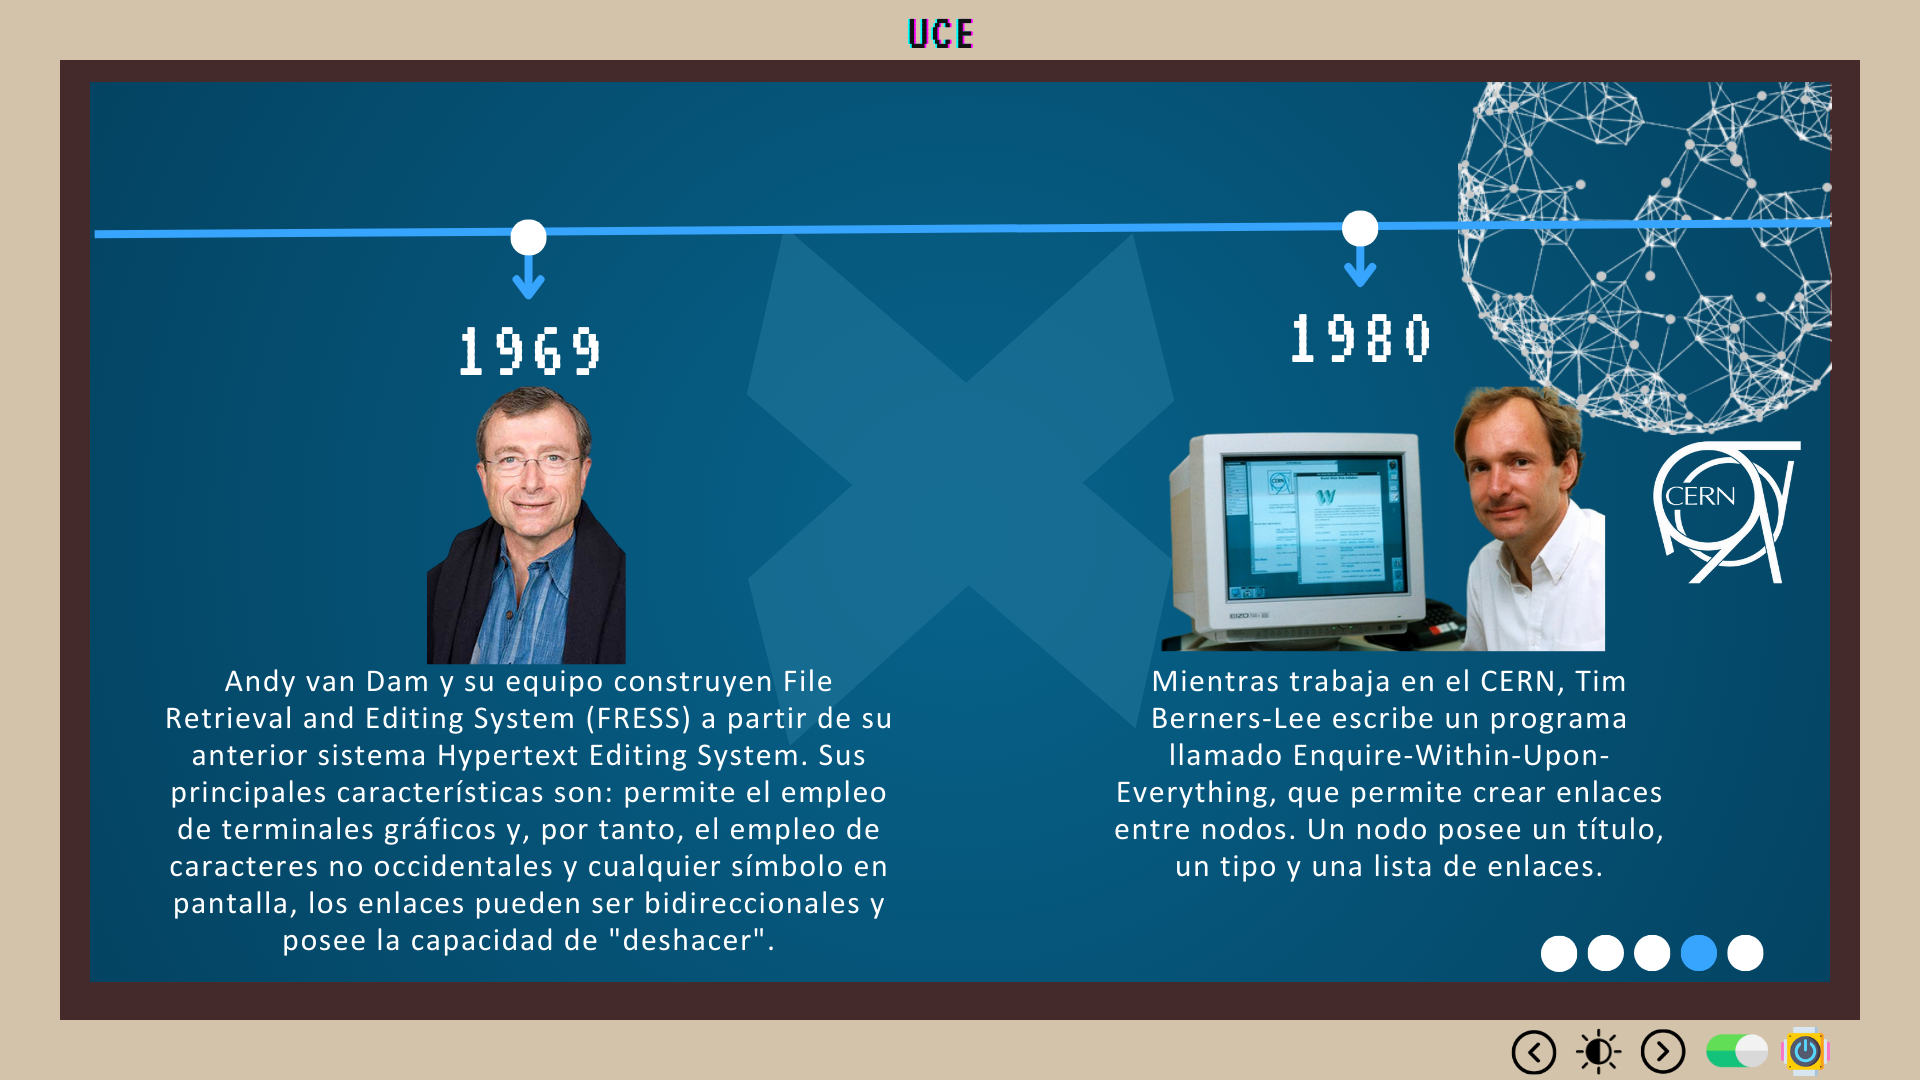 UCE
1969
1980
CERN
Andy van Dam y su equipo construyen File
Retrieval and Editing System (FRESS) a partir de su
anterior sistema Hypertext Editing System. Sus
principales características son: permite el empleo
de terminales gráficos y, por tanto, el empleo de
caracteres no occidentales y cualquier símbolo en
pantalla, los enlaces pueden ser bidireccionales y
posee la capacidad de "deshacer".
Mientras trabaja en el CERN, Tim
Berners-Lee escribe un programa
llamado Enquire-Within-Upon-
Everything, que permite crear enlaces
entre nodos. Un nodo posee un título,
un tipo y una lista de enlaces.